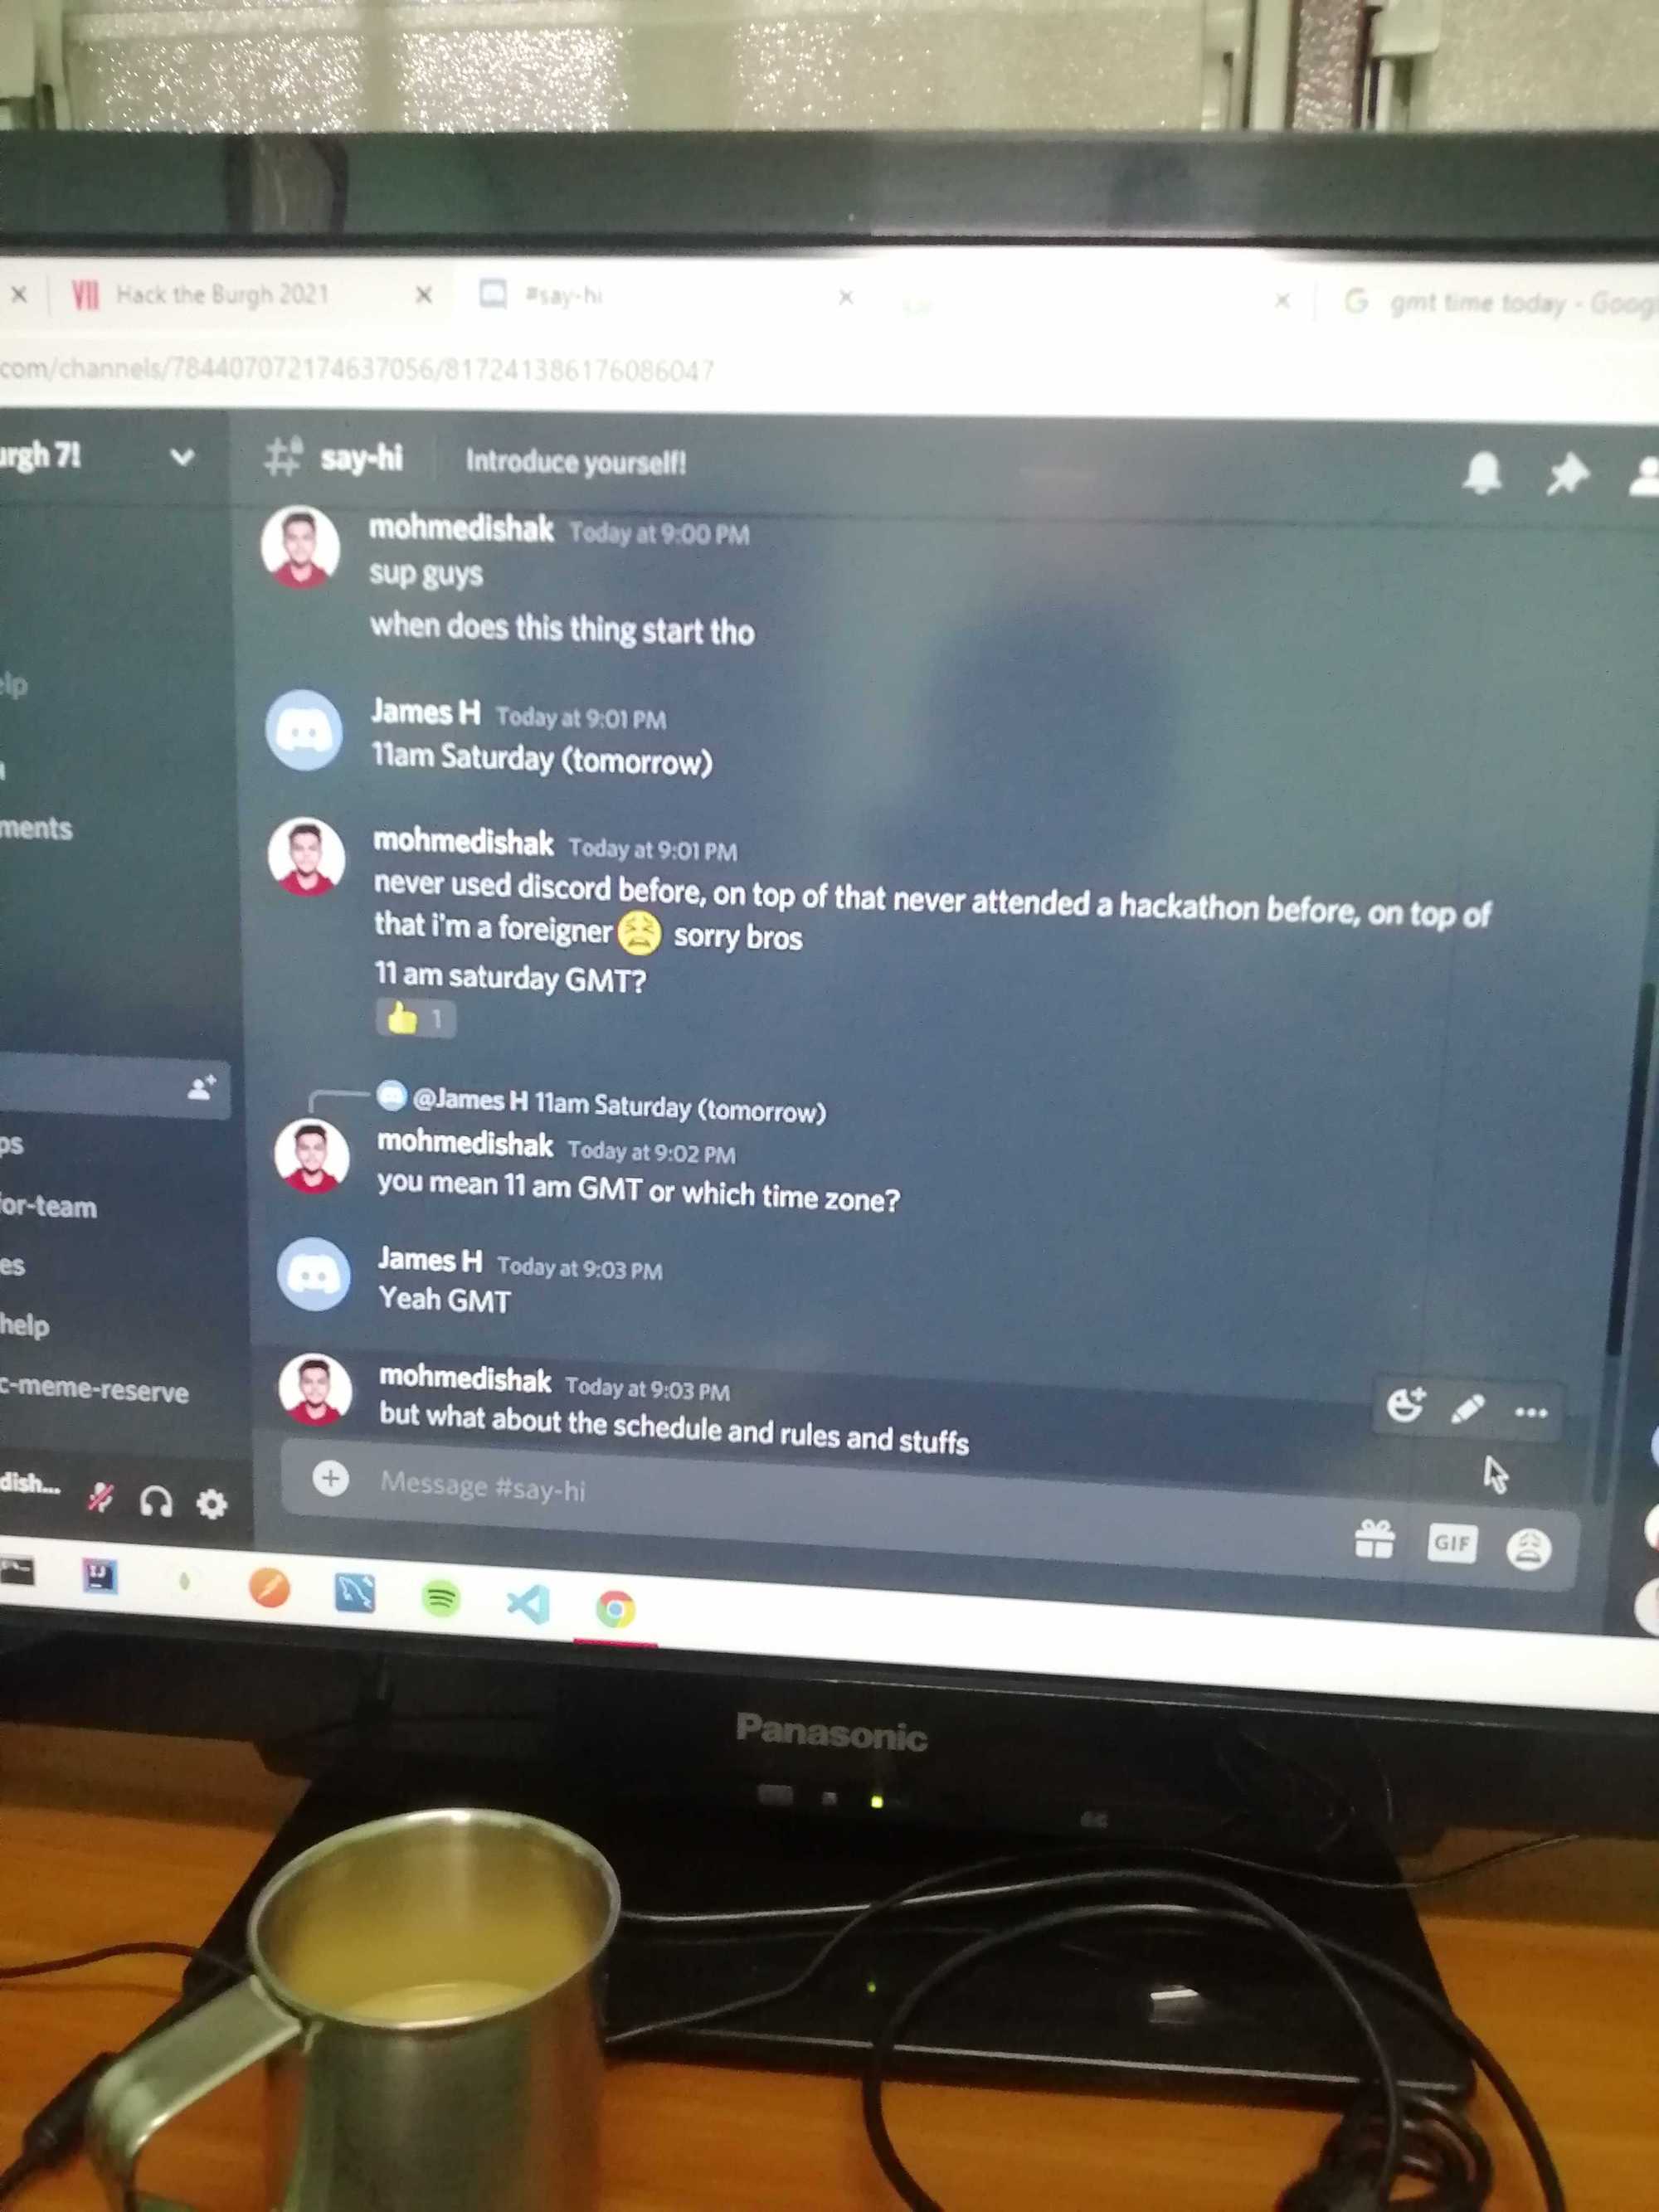 VII Hack the Burgh 2021
#say-hi
gmt time today - Googl
com/channels/784407072174637056/817241386176086047
urgh 7!
say-hi
Introduce yourself!
mohmedishak Today at 9:00 PM
sup guys
when does this thing start tho
elp
James H Today at 9:01 PM
11am Saturday (tomorrow)
ments
mohmedishak Today at 9:01 PM
never used discord before, on top of that never attended a hackathon before, on top of
that i'm a foreigner 😫 sorry bros
11 am saturday GMT?
👍 1
@James H 11am Saturday (tomorrow)
mohmedishak Today at 9:02 PM
you mean 11 am GMT or which time zone?
ps
or-team
James H Today at 9:03 PM
Yeah GMT
es
help
mohmedishak Today at 9:03 PM
but what about the schedule and rules and stuffs
c-meme-reserve
dish...
Message #say-hi
GIF
IJ
Panasonic